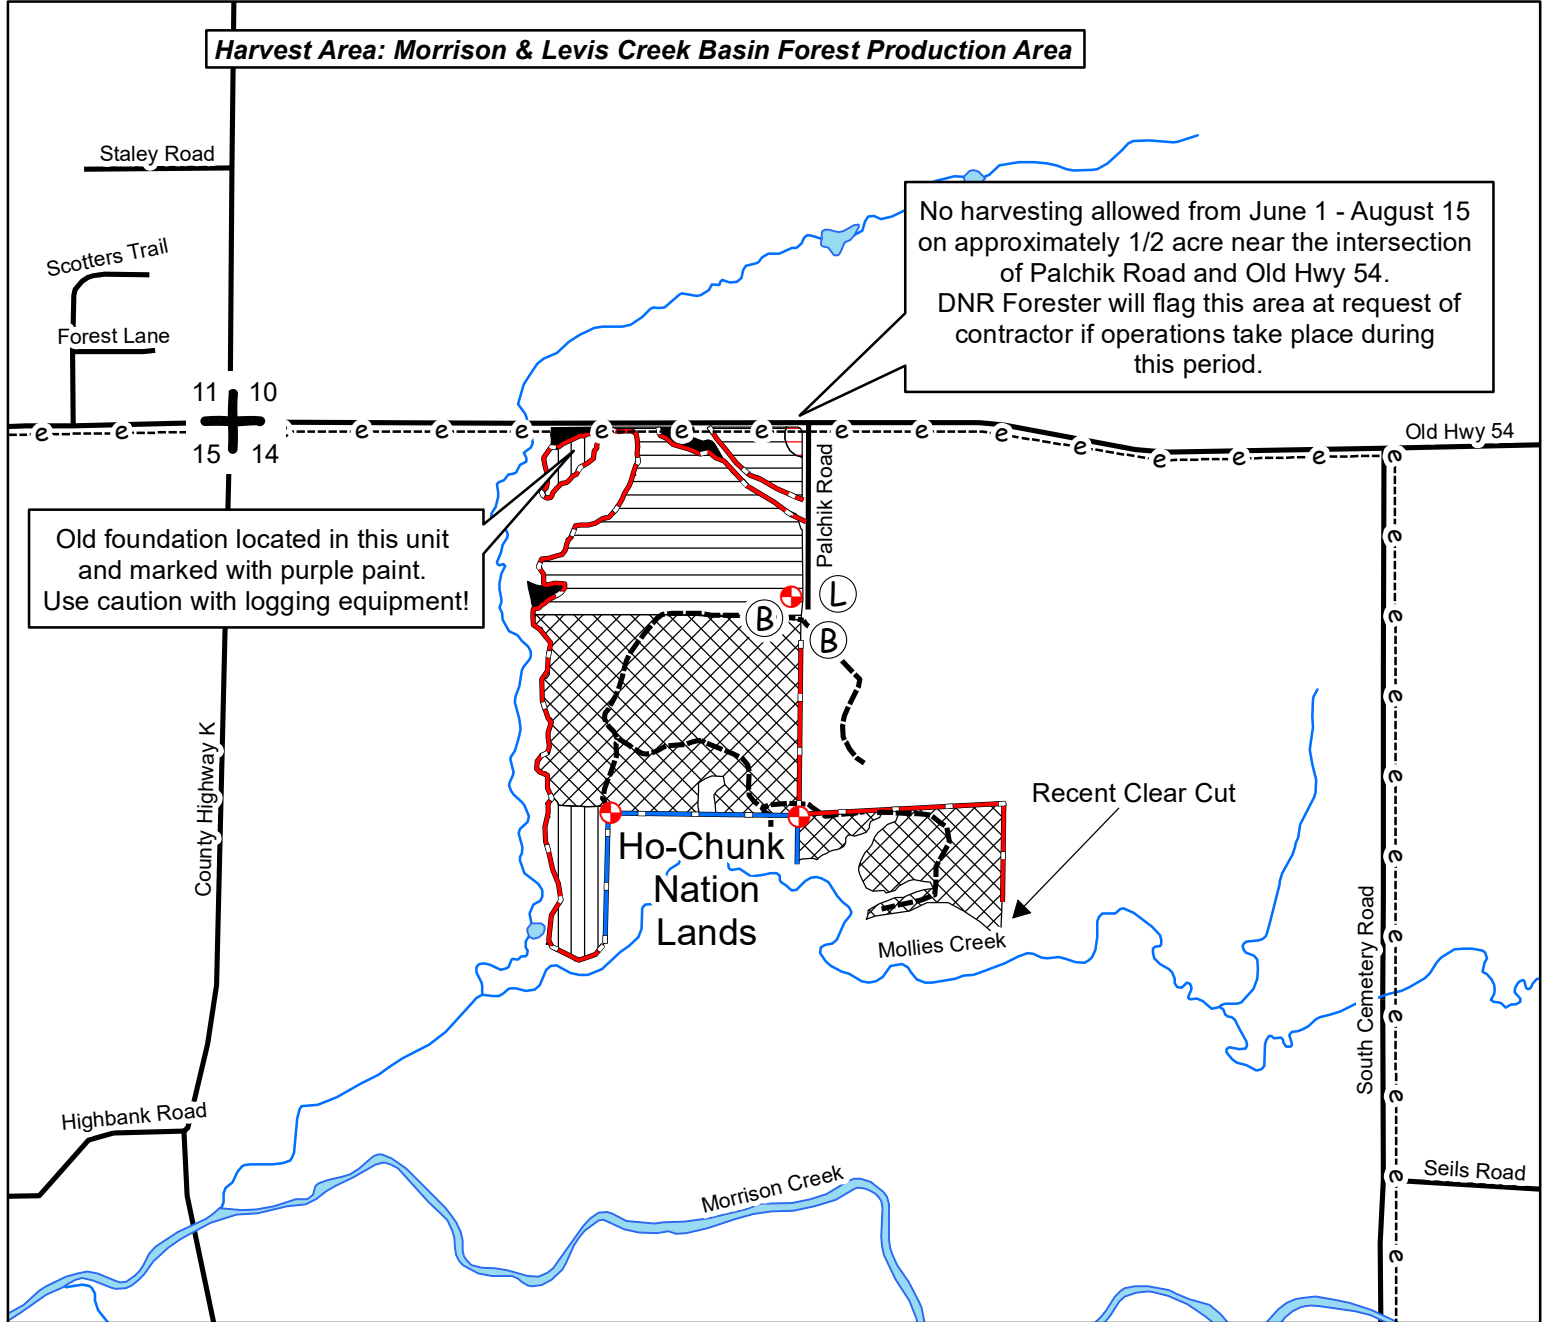 Harvest Area: Morrison & Levis Creek Basin Forest Production Area
Staley Road
Scotters Trail
Forest Lane
No harvesting allowed from June 1 - August 15
on approximately 1/2 acre near the intersection
of Palchik Road and Old Hwy 54.
DNR Forester will flag this area at request of
contractor if operations take place during
this period.
11 10
15 14
e e e e e e e e e e e e e e e e
Old Hwy 54
Palchik Road
Old foundation located in this unit
and marked with purple paint.
Use caution with logging equipment!
L
B
B
County Highway K
Recent Clear Cut
Ho-Chunk
Nation
Lands
Mollies Creek
South Cemetery Road
e
e
e
e
e
e
e
e
e
e
Highbank Road
Morrison Creek
Seils Road